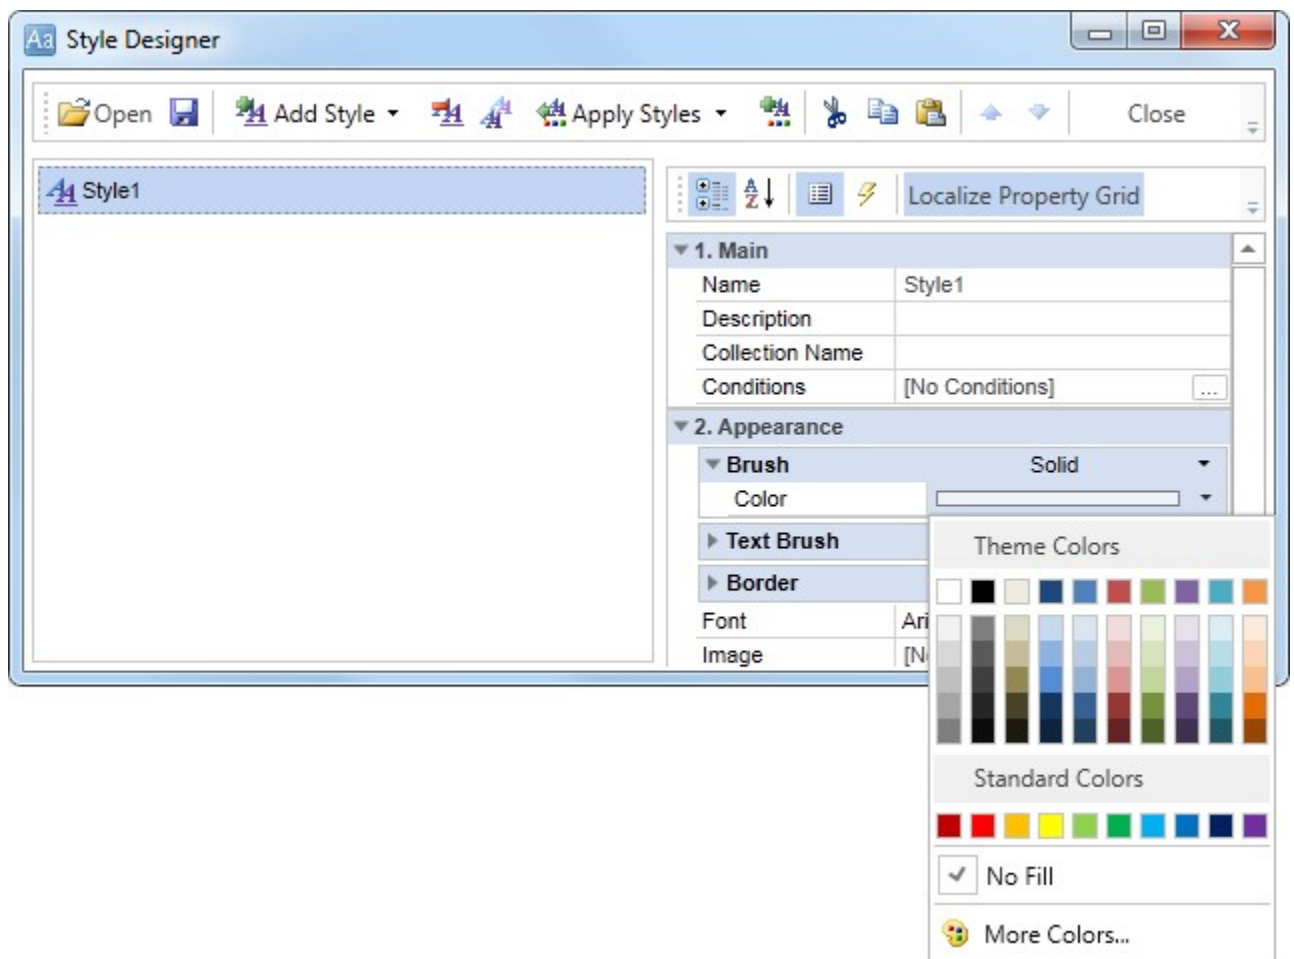 Aa Style Designer
Open Add Style Apply Styles Close
Style1
A Z Localize Property Grid
1. Main
Name Style1
Description
Collection Name
Conditions [No Conditions] ...
2. Appearance
Brush Solid
Color
Text Brush
Border
Font
Image
Theme Colors
Standard Colors
No Fill
More Colors...